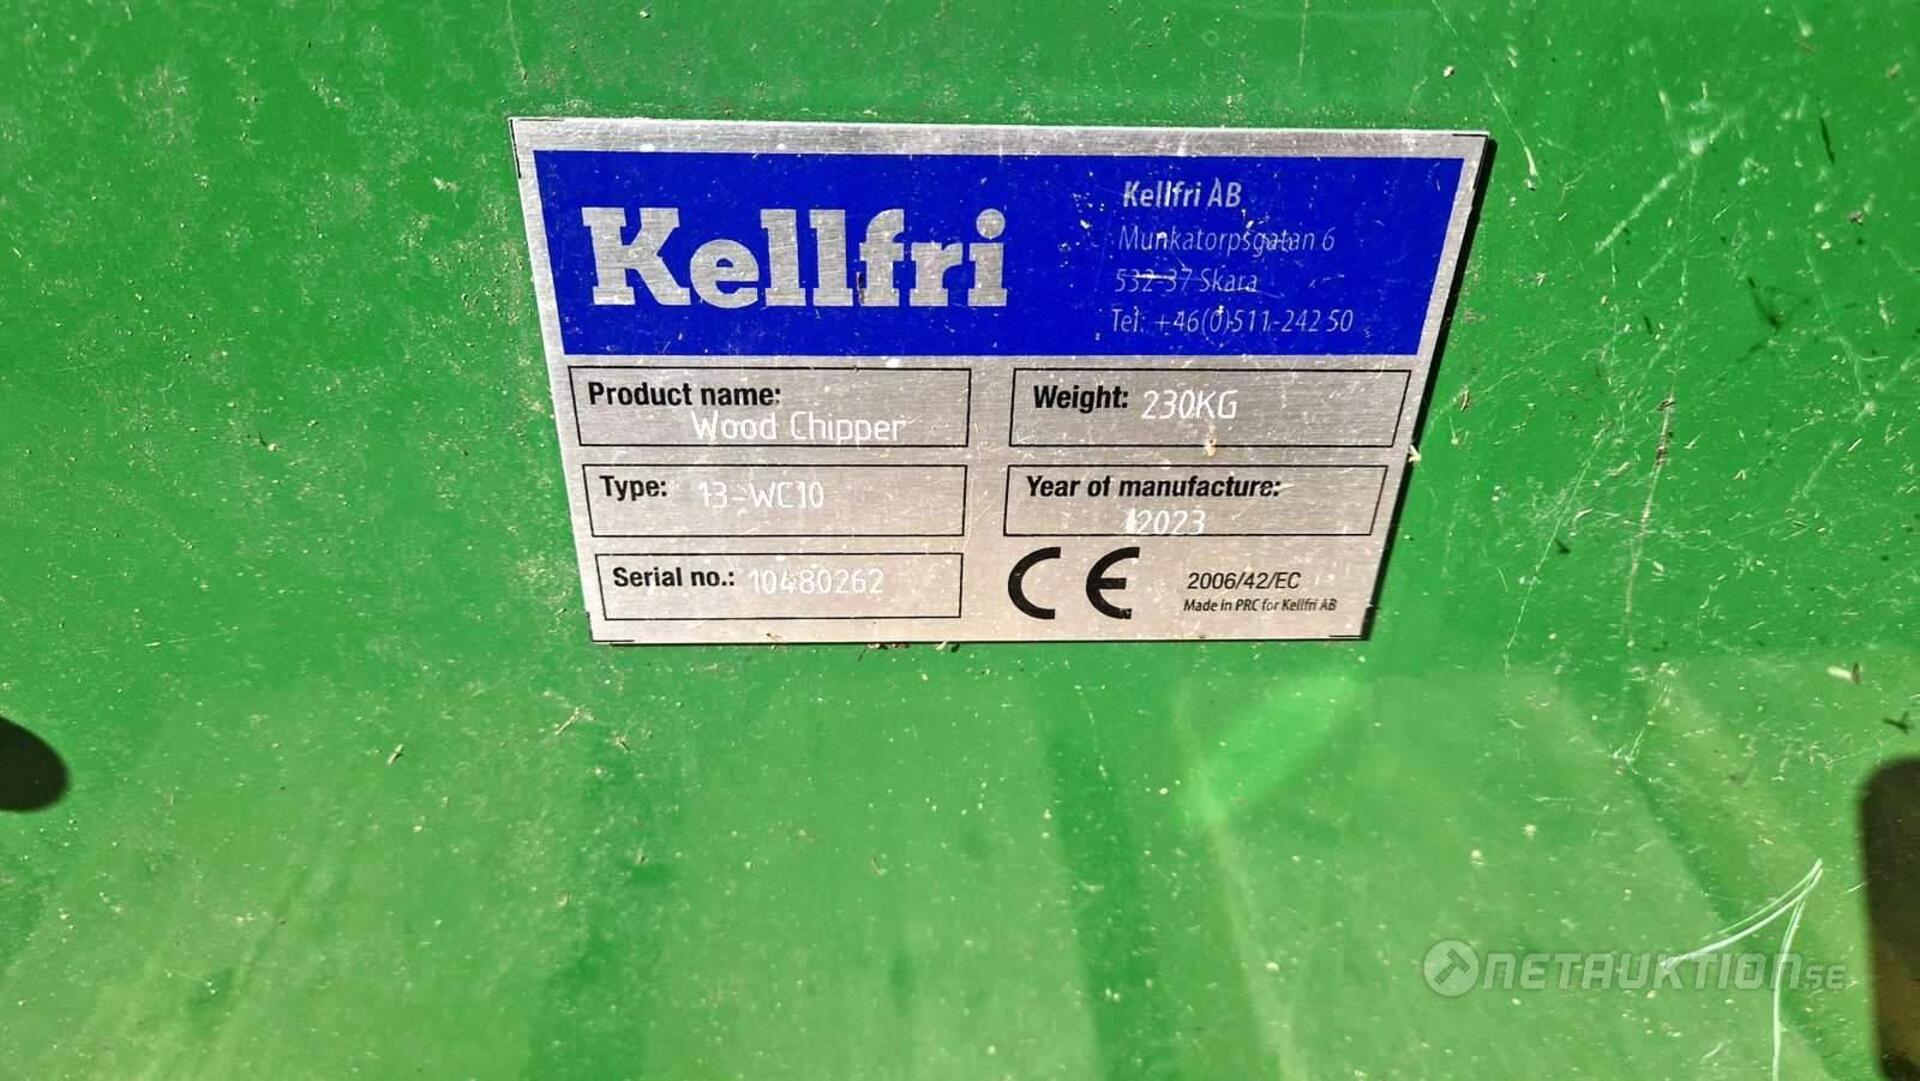 Kellfri
Kellfri AB
Munkatorpsgatan 6
532 37 Skara
Tel: +46(0)511-242 50
Product name:
Wood Chipper
Weight: 230KG
Type: 13-WC10
Year of manufacture:
2023
Serial no.: 10480262
CE
2006/42/EC
Made in PRC for Kellfri AB
NETAUKTION.SE